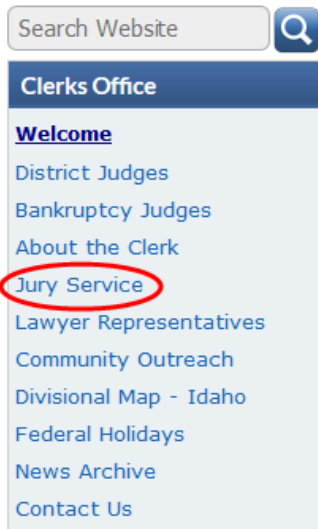 Search Website
Clerks Office
Welcome
District Judges
Bankruptcy Judges
About the Clerk
Jury Service
Lawyer Representatives
Community Outreach
Divisional Map - Idaho
Federal Holidays
News Archive
Contact Us